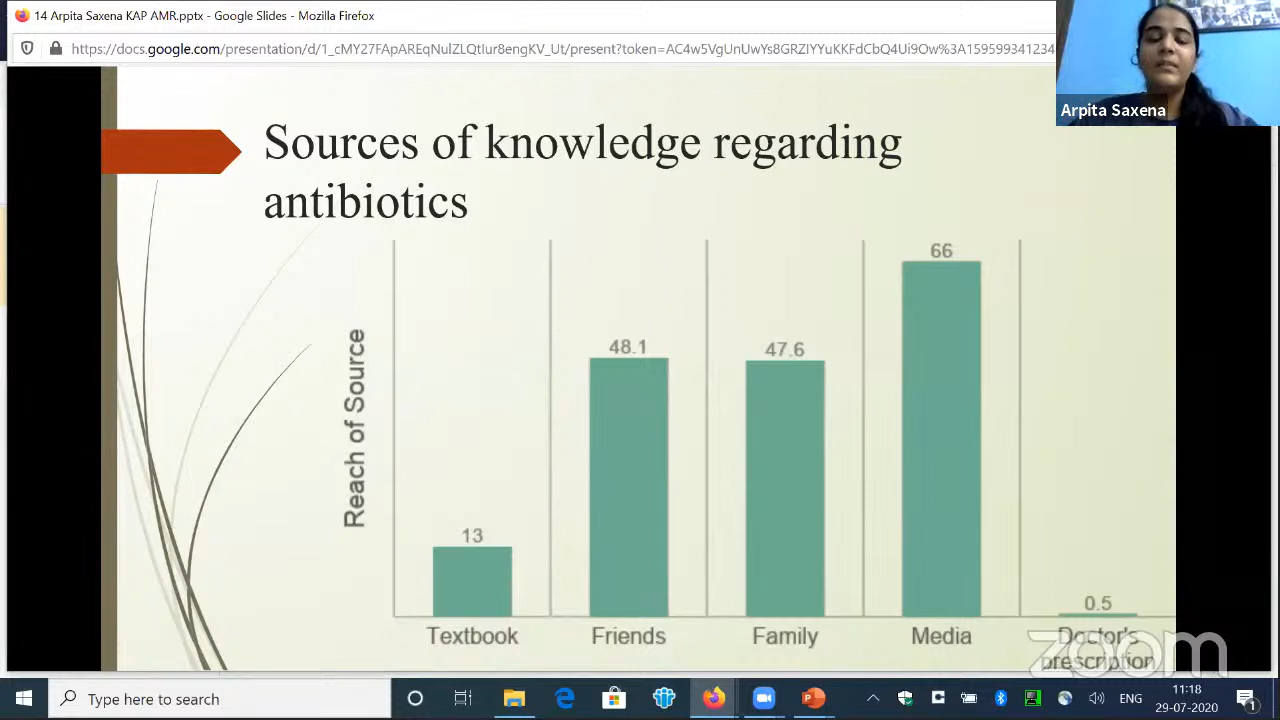 14 Arpita Saxena KAP AMR.pptx - Google Slides - Mozilla Firefox
https://docs.google.com/presentation/d/1_cMY27FApAREqNulZLQtIur8engKV_Ut/present?token=AC4w5VgUnUwYs8GRZIYYuKKFdCbQ4Ui9Ow%3A159599341234
Arpita Saxena
Sources of knowledge regarding
antibiotics
Reach of Source
13
48.1
47.6
66
0.5
Textbook
Friends
Family
Media
Doctor's
prescription
zoom
Type here to search
ENG
11:18
29-07-2020
1